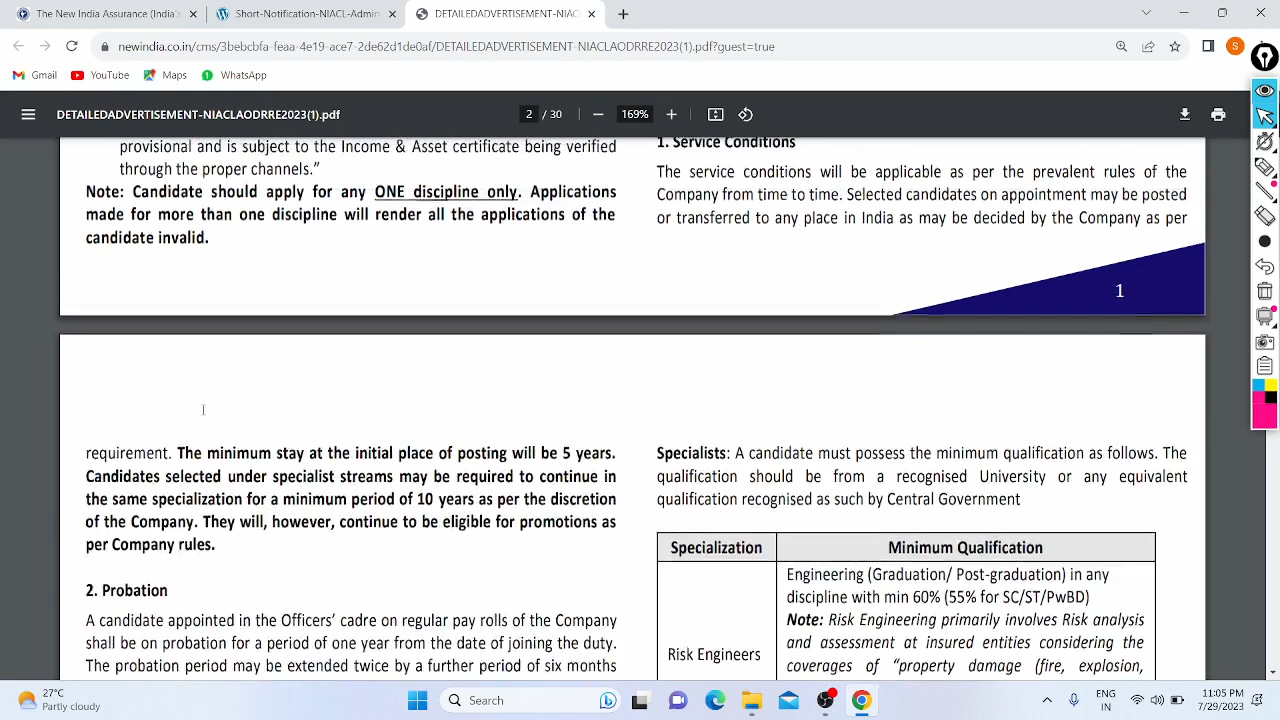 The New India Assurance (India's
Short-Notification-NIACL-Admini
DETAILEDADVERTISEMENT-NIACL
newindia.co.in/cms/3bebcbfa-feaa-4e19-ace7-2de62d1de0af/DETAILEDADVERTISEMENT-NIACLAODRRE2023(1).pdf?guest=true
S
Gmail
YouTube
Maps
WhatsApp
DETAILEDADVERTISEMENT-NIACLAODRRE2023(1).pdf
2 / 30
169%
provisional and is subject to the Income & Asset certificate being verified
through the proper channels.”
Note: Candidate should apply for any ONE discipline only. Applications
made for more than one discipline will render all the applications of the
candidate invalid.
1. Service Conditions
The service conditions will be applicable as per the prevalent rules of the
Company from time to time. Selected candidates on appointment may be posted
or transferred to any place in India as may be decided by the Company as per
1
requirement. The minimum stay at the initial place of posting will be 5 years.
Candidates selected under specialist streams may be required to continue in
the same specialization for a minimum period of 10 years as per the discretion
of the Company. They will, however, continue to be eligible for promotions as
per Company rules.
2. Probation
A candidate appointed in the Officers’ cadre on regular pay rolls of the Company
shall be on probation for a period of one year from the date of joining the duty.
The probation period may be extended twice by a further period of six months
Specialists: A candidate must possess the minimum qualification as follows. The
qualification should be from a recognised University or any equivalent
qualification recognised as such by Central Government
Specialization
Minimum Qualification
Risk Engineers
Engineering (Graduation/ Post-graduation) in any
discipline with min 60% (55% for SC/ST/PwBD)
Note: Risk Engineering primarily involves Risk analysis
and assessment at insured entities considering the
coverages of “property damage (fire, explosion,
27°C
Partly cloudy
Search
ENG
IN
11:05 PM
7/29/2023